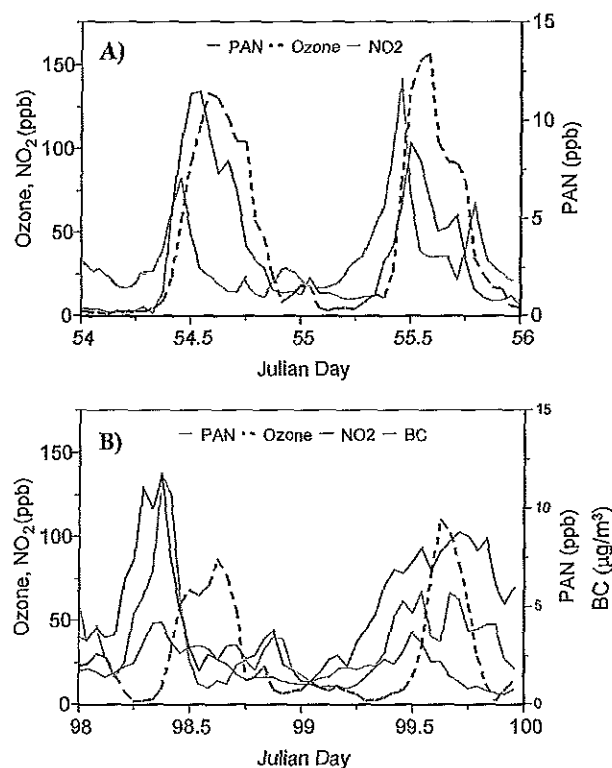 A)
PAN Ozone NO2
Ozone, NO2 (ppb)
PAN (ppb)
150
100
50
0
15
10
5
0
54 54.5 55 55.5 56
Julian Day
B)
PAN Ozone NO2 BC
Ozone, NO2 (ppb)
PAN (ppb)
BC (µg/m³)
150
100
50
0
15
10
5
0
98 98.5 99 99.5 100
Julian Day